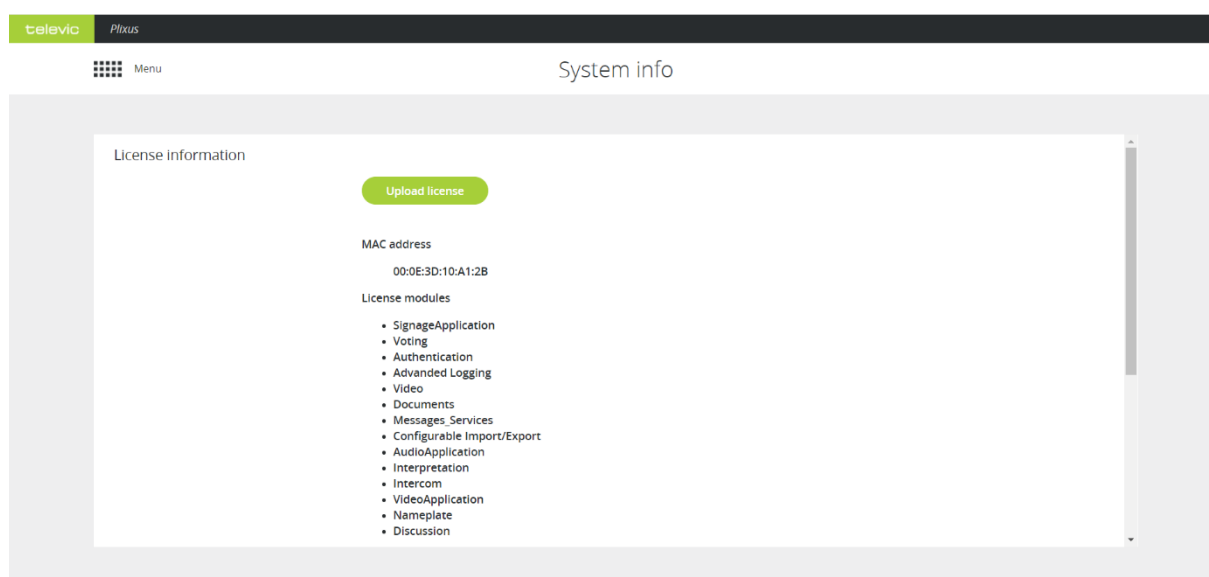 televic Plixus
Menu System info
License information
Upload license
MAC address
00:0E:3D:10:A1:2B
License modules
• SignageApplication
• Voting
• Authentication
• Advanded Logging
• Video
• Documents
• Messages_Services
• Configurable Import/Export
• AudioApplication
• Interpretation
• Intercom
• VideoApplication
• Nameplate
• Discussion